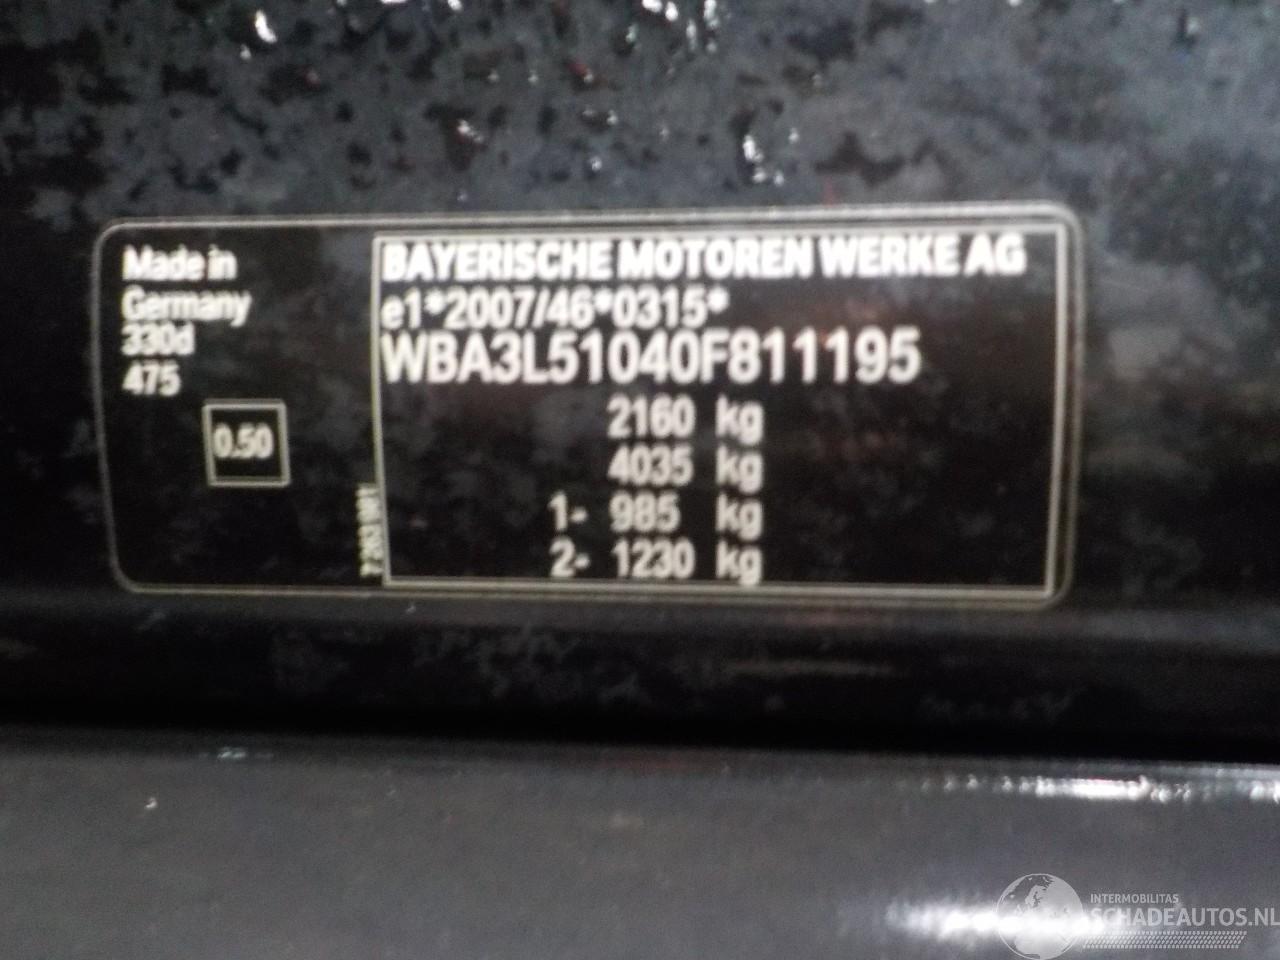 Made in
Germany
330d
475
0.50
BAYERISCHE MOTOREN WERKE AG
e1*2007/46*0315*
WBA3L51040F811195
2160 kg
4035 kg
1- 985 kg
2- 1230 kg
INTERMOBILITAS
SCHADEAUTOS.NL